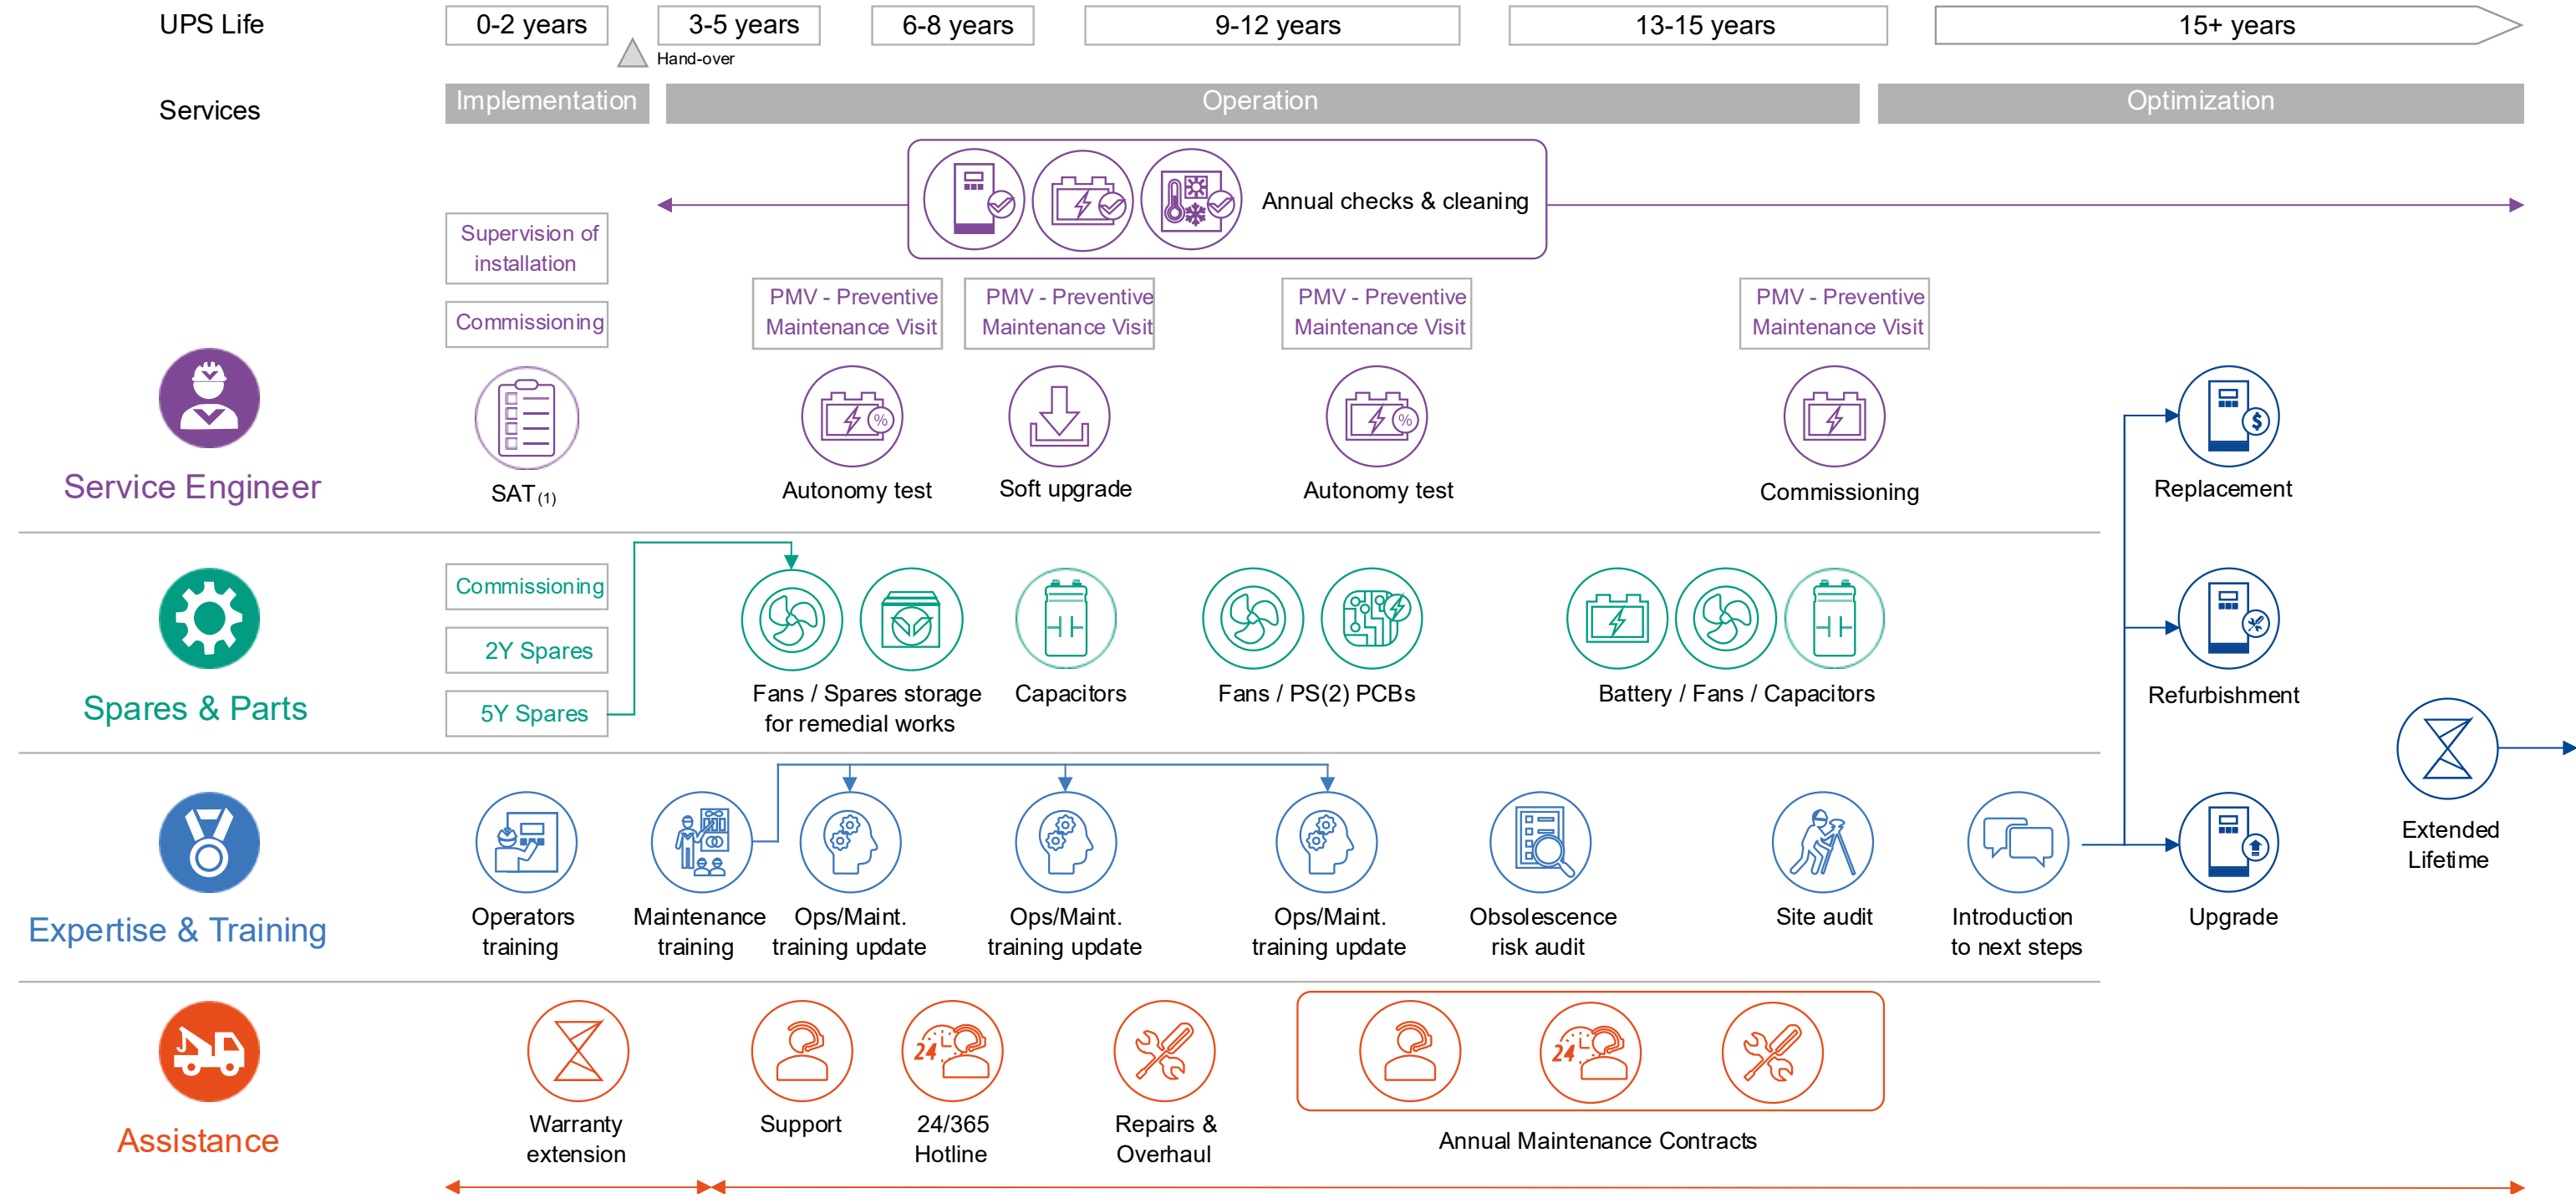 UPS Life
0-2 years
3-5 years
6-8 years
9-12 years
13-15 years
15+ years
Hand-over
Services
Implementation
Operation
Optimization
Annual checks & cleaning
Supervision of
installation
Commissioning
PMV - Preventive
Maintenance Visit
PMV - Preventive
Maintenance Visit
PMV - Preventive
Maintenance Visit
PMV - Preventive
Maintenance Visit
%
%
$
Service Engineer
SAT(1)
Autonomy test
Soft upgrade
Autonomy test
Commissioning
Replacement
Commissioning
2Y Spares
5Y Spares
Spares & Parts
Fans / Spares storage
for remedial works
Capacitors
Fans / PS(2) PCBs
Battery / Fans / Capacitors
Refurbishment
Expertise & Training
Operators
training
Maintenance
training
Ops/Maint.
training update
Ops/Maint.
training update
Ops/Maint.
training update
Obsolescence
risk audit
Site audit
Introduction
to next steps
Upgrade
Extended
Lifetime
Assistance
24
24
Warranty
extension
Support
24/365
Hotline
Repairs &
Overhaul
Annual Maintenance Contracts